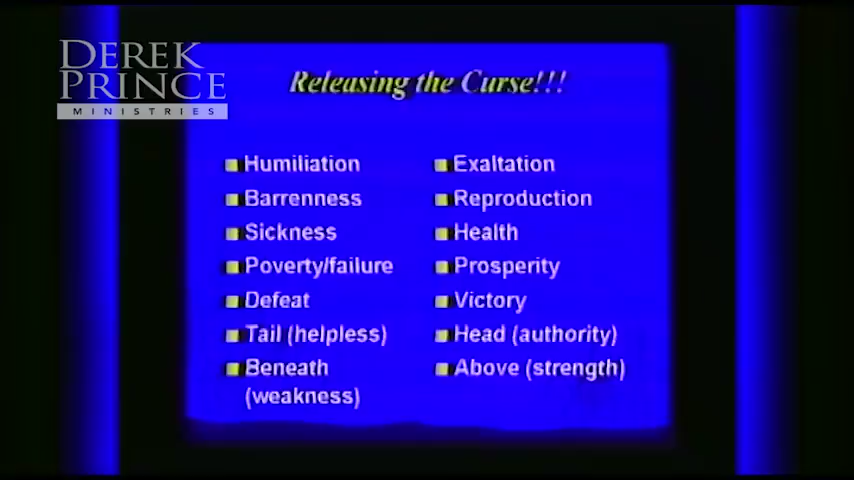 DEREK
PRINCE
MINISTRIES
Releasing the Curse!!!
Humiliation
Barrenness
Sickness
Poverty/failure
Defeat
Tail (helpless)
Beneath
(weakness)
Exaltation
Reproduction
Health
Prosperity
Victory
Head (authority)
Above (strength)